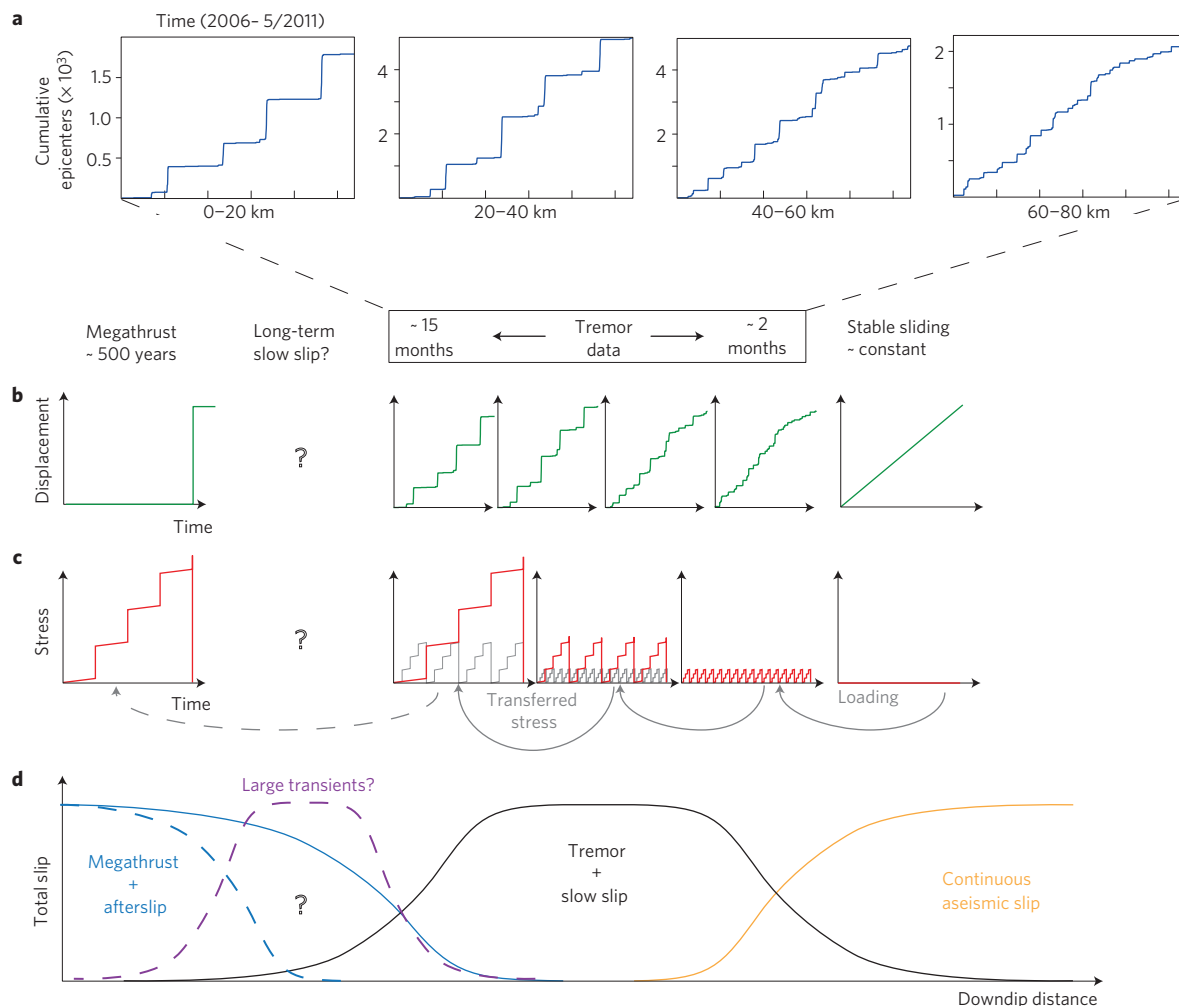 a
Time (2006– 5/2011)
Cumulative
epicenters (× 10³)
1.5
1.0
0.5
4
2
4
2
2
1
0–20 km
20–40 km
40–60 km
60–80 km
Megathrust
~ 500 years
Long-term
slow slip?
~ 15
months
Tremor
data
~ 2
months
Stable sliding
~ constant
b
Displacement
?
Time
c
Stress
?
Time
Transferred
stress
Loading
d
Large transients?
Total slip
Megathrust
+
afterslip
?
Tremor
+
slow slip
Continuous
aseismic slip
Downdip distance